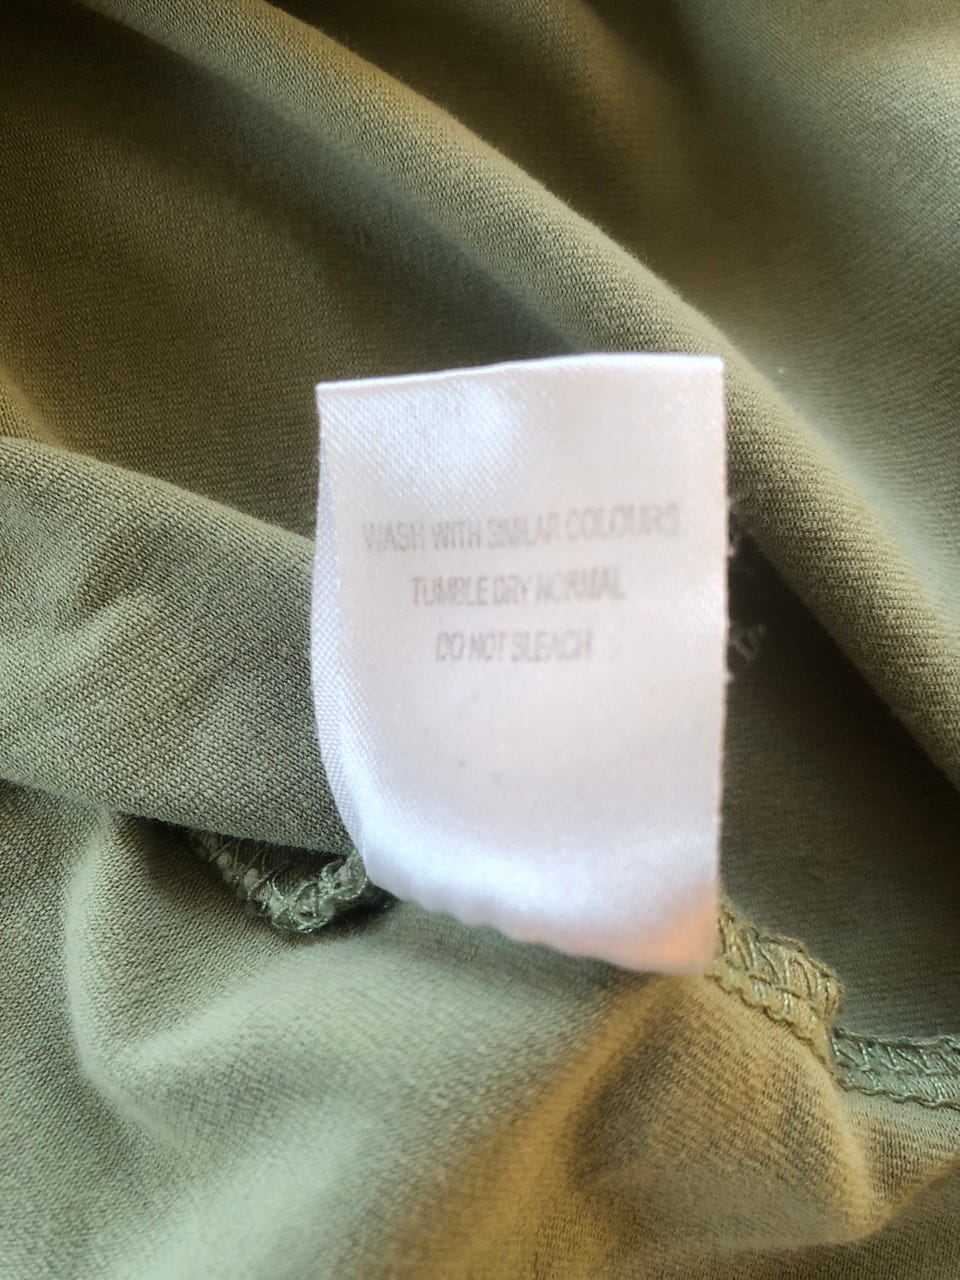 WASH WITH SIMILAR COLOURS
TUMBLE DRY NORMAL
DO NOT BLEACH